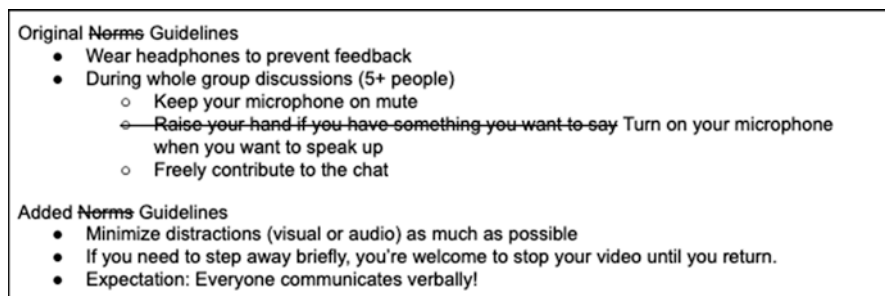 Original Norms Guidelines
● Wear headphones to prevent feedback
● During whole group discussions (5+ people)
○ Keep your microphone on mute
○ Raise your hand if you have something you want to say Turn on your microphone
when you want to speak up
○ Freely contribute to the chat
Added Norms Guidelines
● Minimize distractions (visual or audio) as much as possible
● If you need to step away briefly, you're welcome to stop your video until you return.
● Expectation: Everyone communicates verbally!